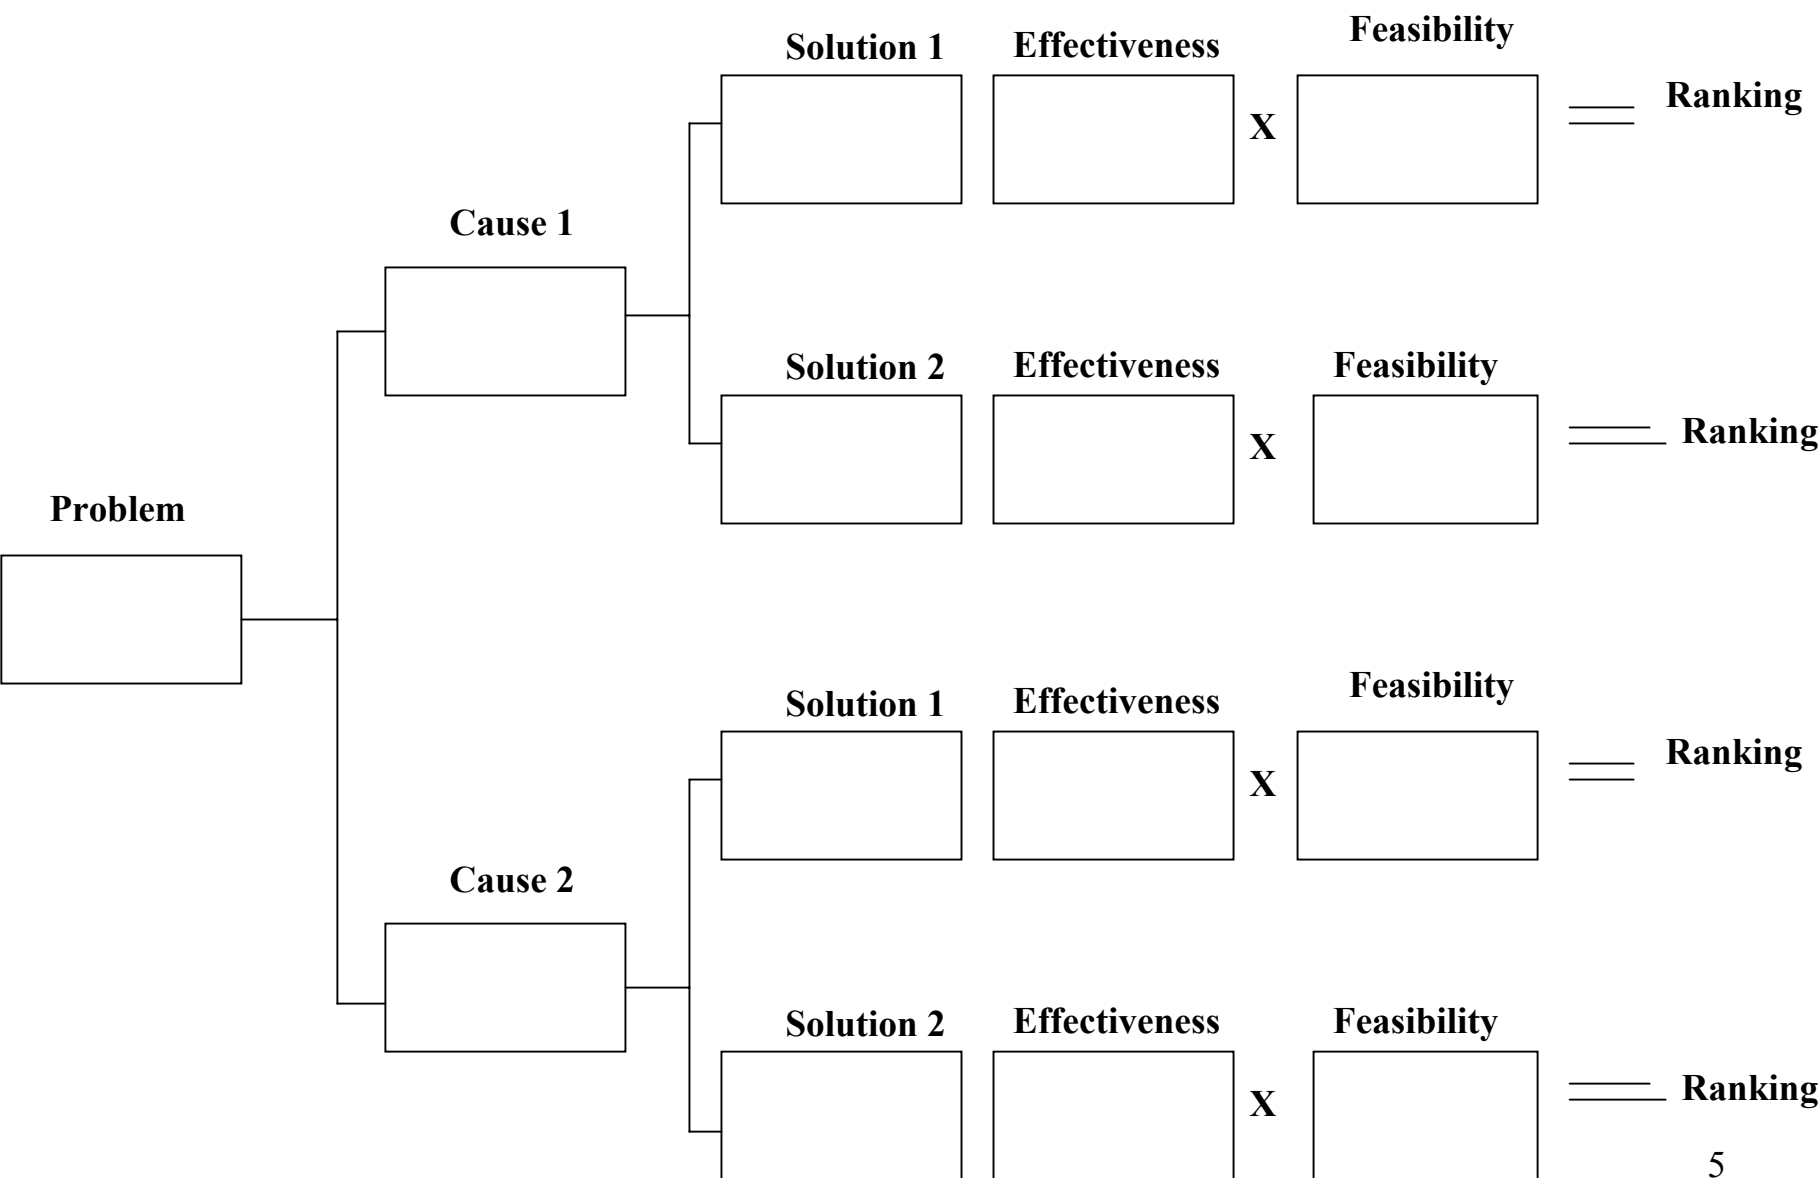 Solution 1 Effectiveness Feasibility
X Ranking
Cause 1
Solution 2 Effectiveness Feasibility
X Ranking
Problem
Solution 1 Effectiveness Feasibility
X Ranking
Cause 2
Solution 2 Effectiveness Feasibility
X Ranking
5